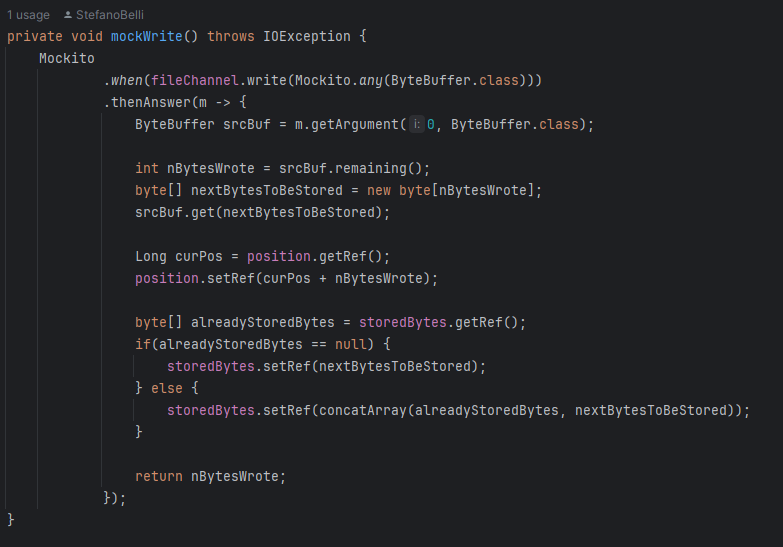 1 usage StefanoBelli
private void mockWrite() throws IOException {
    Mockito
            .when(fileChannel.write(Mockito.any(ByteBuffer.class)))
            .thenAnswer(m -> {
                ByteBuffer srcBuf = m.getArgument( i: 0, ByteBuffer.class);

                int nBytesWrote = srcBuf.remaining();
                byte[] nextBytesToBeStored = new byte[nBytesWrote];
                srcBuf.get(nextBytesToBeStored);

                Long curPos = position.getRef();
                position.setRef(curPos + nBytesWrote);

                byte[] alreadyStoredBytes = storedBytes.getRef();
                if(alreadyStoredBytes == null) {
                    storedBytes.setRef(nextBytesToBeStored);
                } else {
                    storedBytes.setRef(concatArray(alreadyStoredBytes, nextBytesToBeStored));
                }

                return nBytesWrote;
            });
}